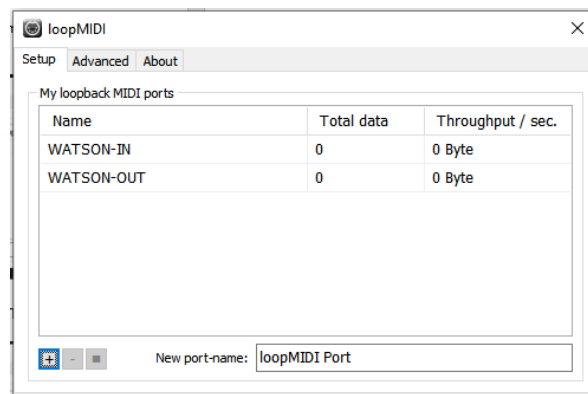 loopMIDI
Setup Advanced About
My loopback MIDI ports
Name Total data Throughput / sec.
WATSON-IN 0 0 Byte
WATSON-OUT 0 0 Byte
+ - New port-name: loopMIDI Port